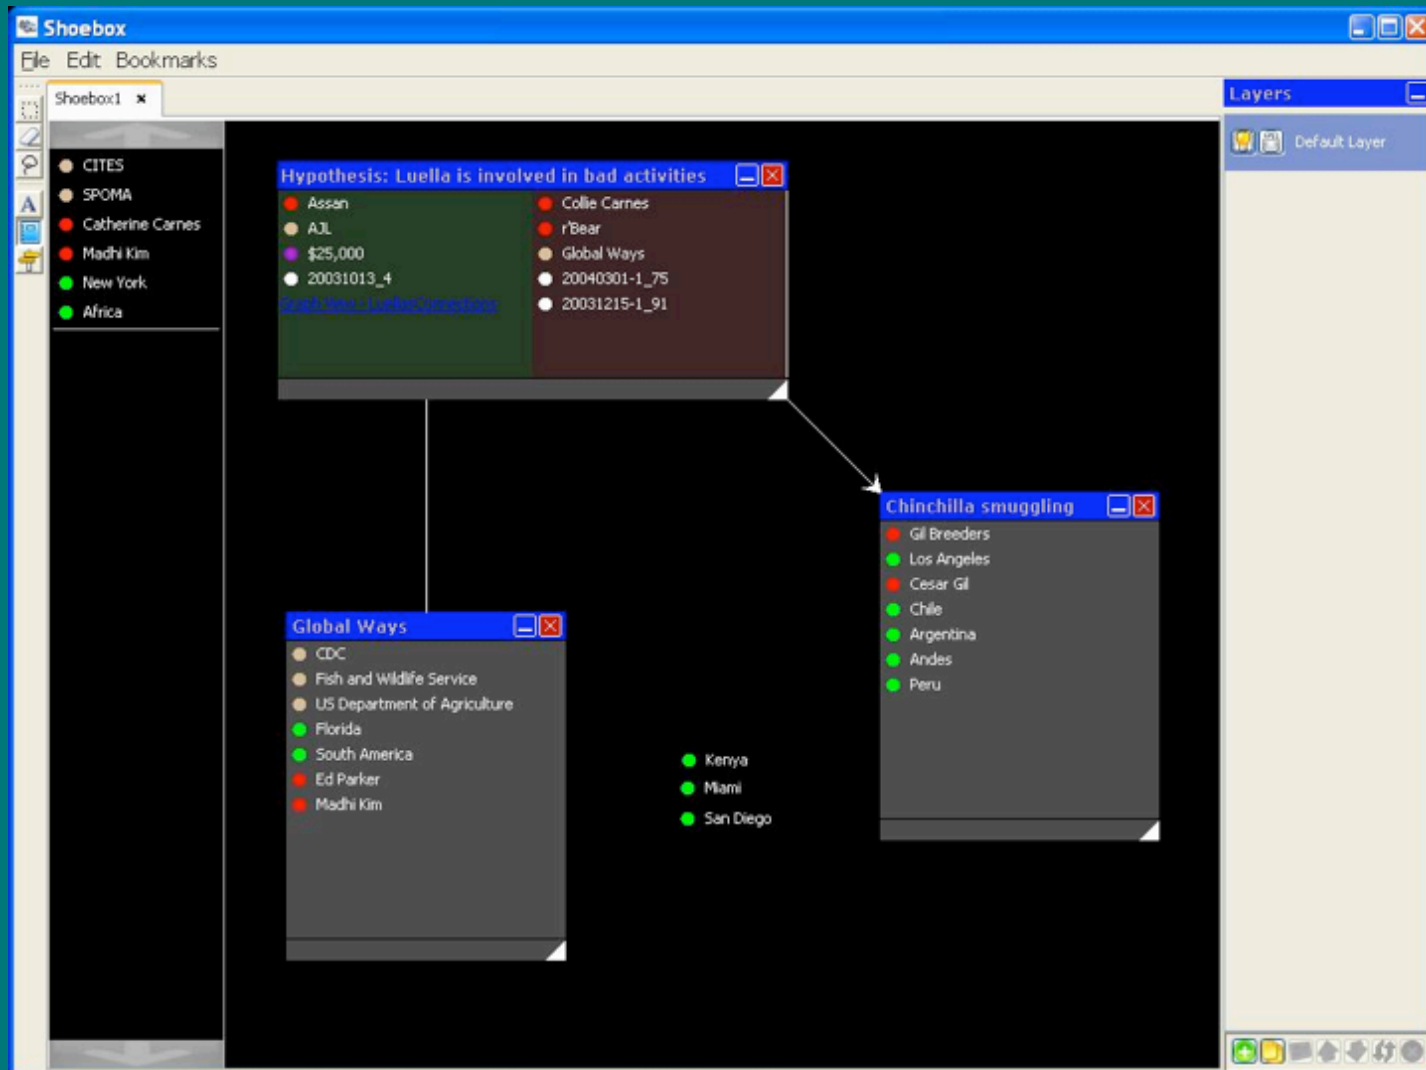 Shoebox
File Edit Bookmarks
Shoebox1
Layers
Default Layer
CITES
SPOMA
Catherine Carnes
Madhi Kim
New York
Africa
Hypothesis: Luella is involved in bad activities
Assan
AJL
$25,000
20031013_4
Graph View - LuellasConnections
Collie Carnes
r'Bear
Global Ways
20040301-1_75
20031215-1_91
Chinchilla smuggling
Gil Breeders
Los Angeles
Cesar Gil
Chile
Argentina
Andes
Peru
Global Ways
CDC
Fish and Wildlife Service
US Department of Agriculture
Florida
South America
Ed Parker
Madhi Kim
Kenya
Miami
San Diego
A